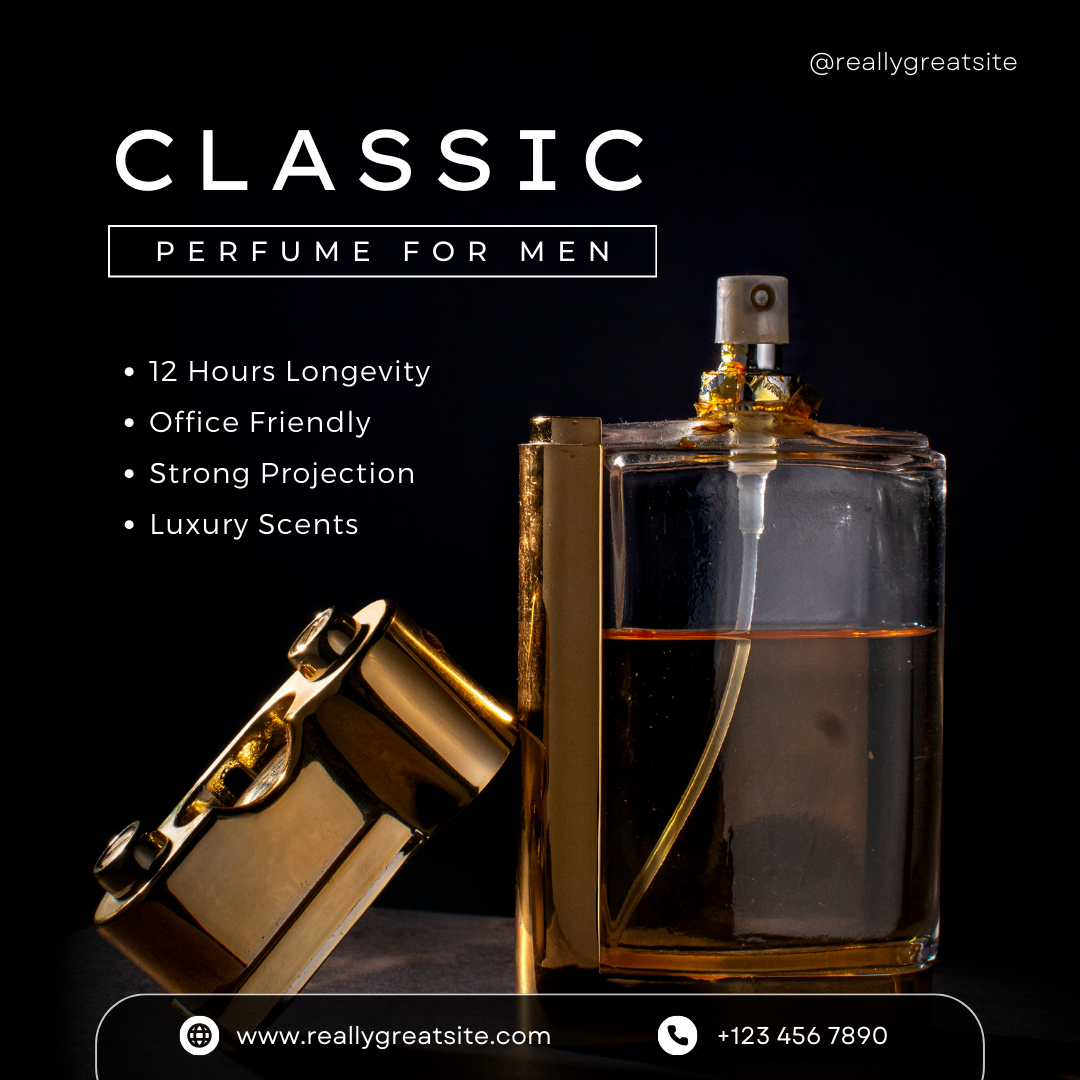 @reallygreatsite
CLASSIC
PERFUME FOR MEN
• 12 Hours Longevity
• Office Friendly
• Strong Projection
• Luxury Scents
www.reallygreatsite.com
+123 456 7890